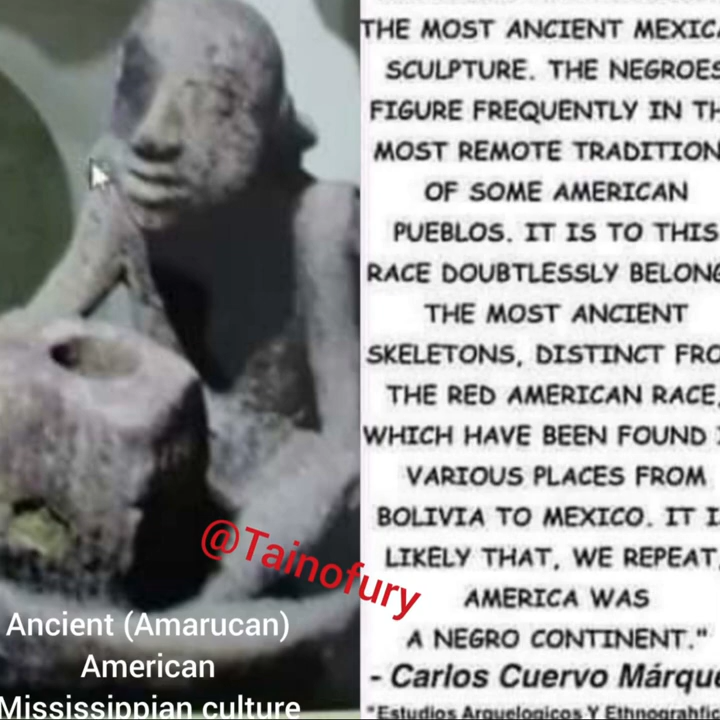 THE MOST ANCIENT MEXICA
SCULPTURE. THE NEGROES
FIGURE FREQUENTLY IN TH
MOST REMOTE TRADITION
OF SOME AMERICAN
PUEBLOS. IT IS TO THIS
RACE DOUBTLESSLY BELONG
THE MOST ANCIENT
SKELETONS, DISTINCT FRO
THE RED AMERICAN RACE,
WHICH HAVE BEEN FOUND I
VARIOUS PLACES FROM
BOLIVIA TO MEXICO. IT I
LIKELY THAT, WE REPEAT,
AMERICA WAS
A NEGRO CONTINENT."
- Carlos Cuervo Márque
"Estudios Arquelogicos Y Ethnograhfic
@Tainofury
Ancient (Amarucan)
American
Mississippian culture